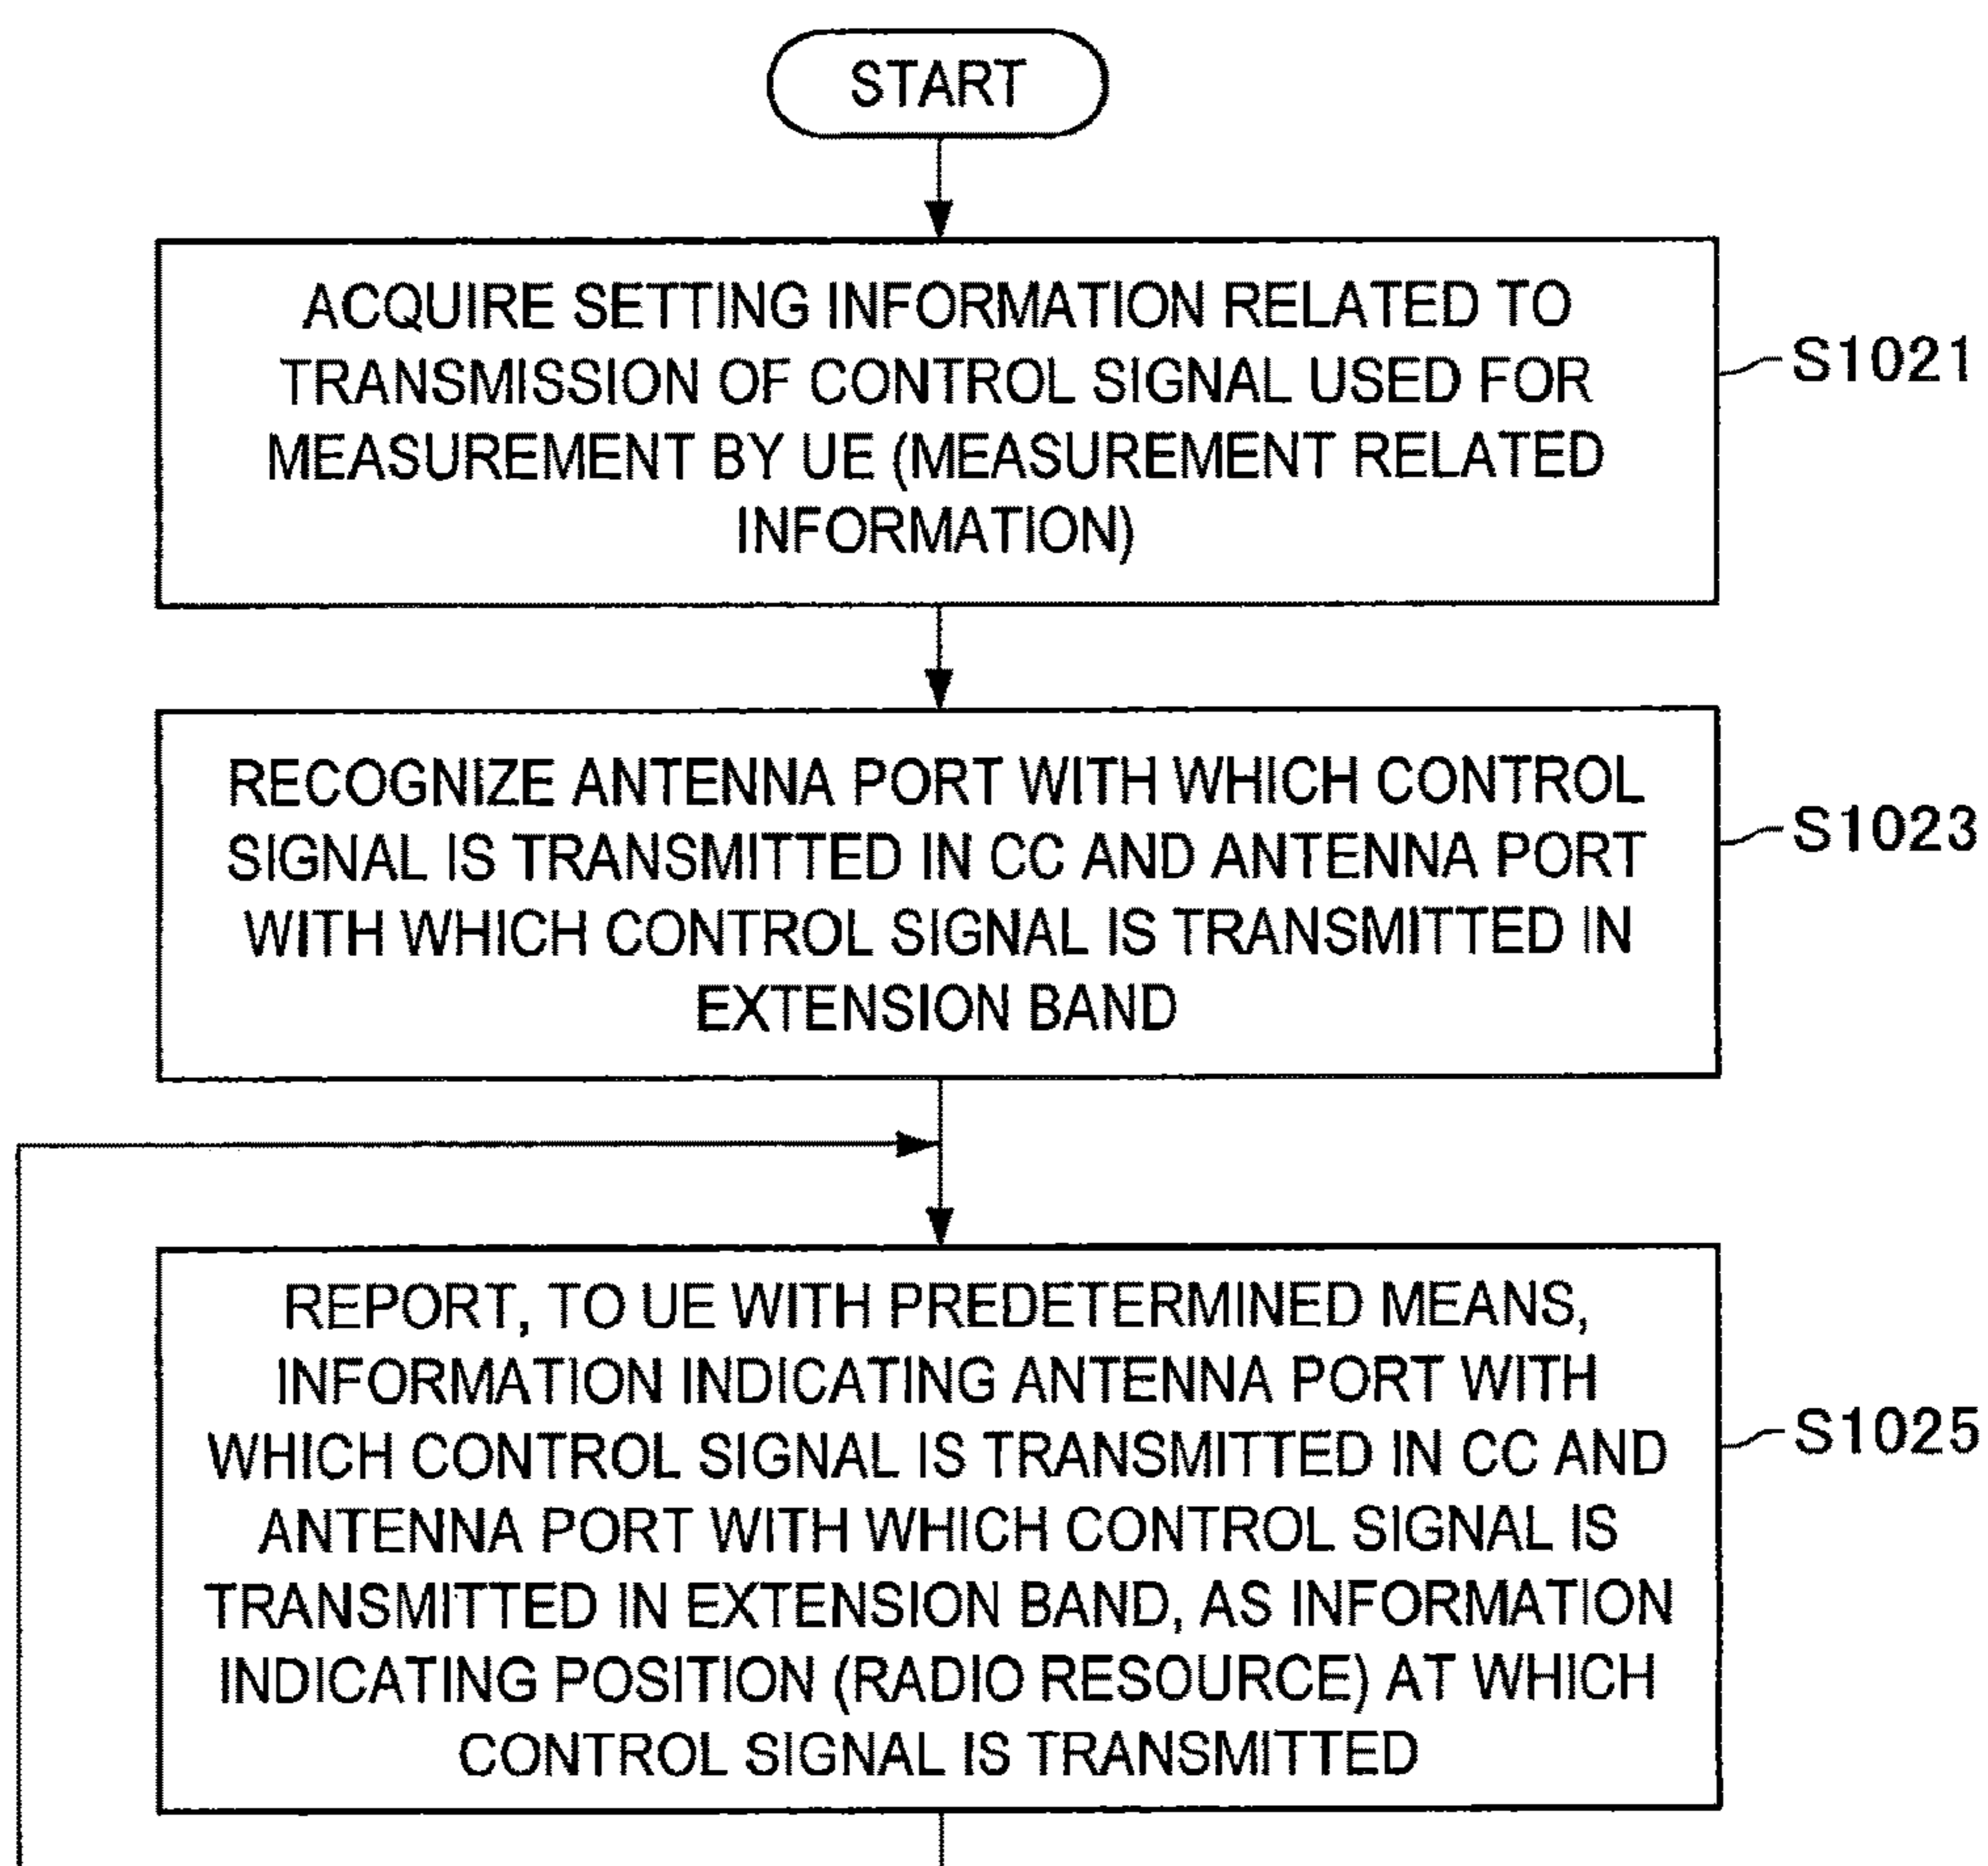 START
ACQUIRE SETTING INFORMATION RELATED TO
TRANSMISSION OF CONTROL SIGNAL USED FOR
MEASUREMENT BY UE (MEASUREMENT RELATED
INFORMATION)
S1021
RECOGNIZE ANTENNA PORT WITH WHICH CONTROL
SIGNAL IS TRANSMITTED IN CC AND ANTENNA PORT
WITH WHICH CONTROL SIGNAL IS TRANSMITTED IN
EXTENSION BAND
S1023
REPORT, TO UE WITH PREDETERMINED MEANS,
INFORMATION INDICATING ANTENNA PORT WITH
WHICH CONTROL SIGNAL IS TRANSMITTED IN CC AND
ANTENNA PORT WITH WHICH CONTROL SIGNAL IS
TRANSMITTED IN EXTENSION BAND, AS INFORMATION
INDICATING POSITION (RADIO RESOURCE) AT WHICH
CONTROL SIGNAL IS TRANSMITTED
S1025